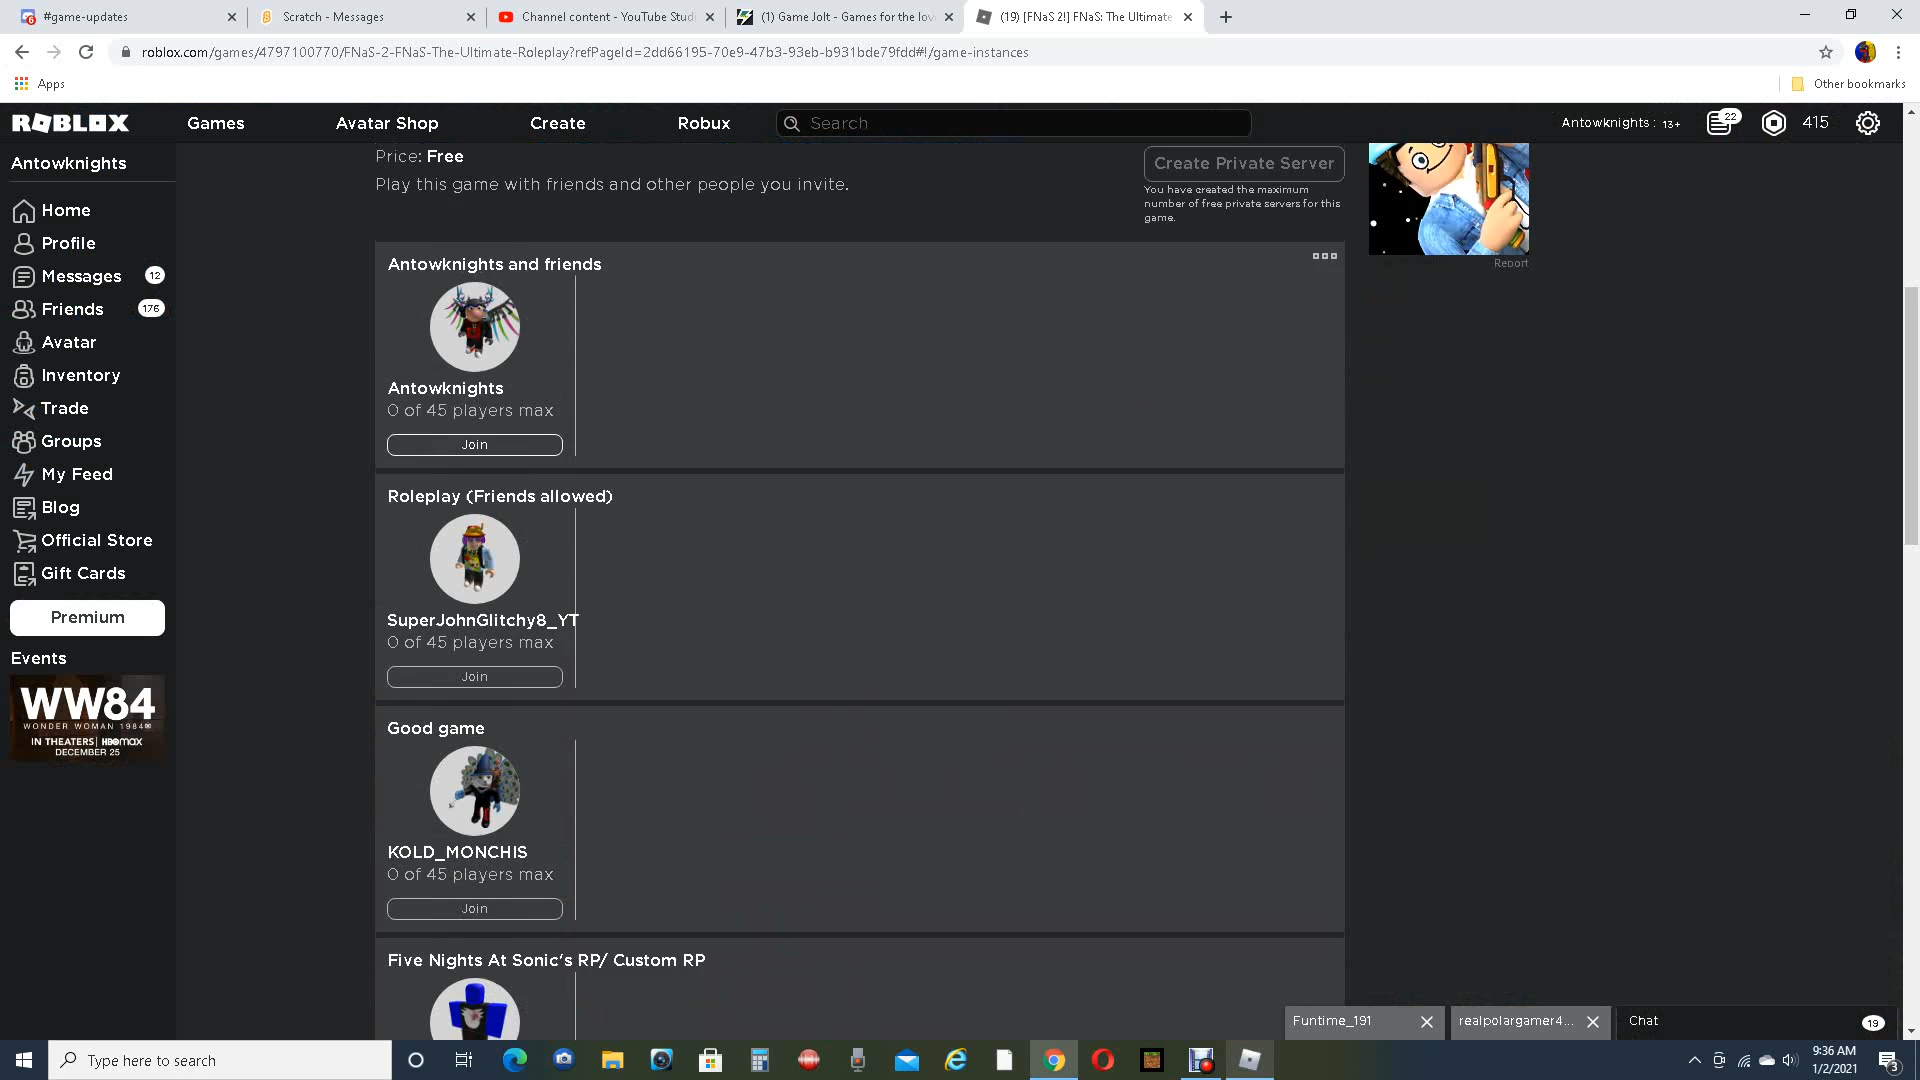 #game-updates
Scratch - Messages
Channel content - YouTube Studi
(1) Game Jolt - Games for the lov
(19) [FNaS 2!] FNaS: The Ultimate
roblox.com/games/4797100770/FNaS-2-FNaS-The-Ultimate-Roleplay?refPageId=2dd66195-70e9-47b3-93eb-b931bde79fdd#!/game-instances
Apps
Other bookmarks
ROBLOX
Games
Avatar Shop
Create
Robux
Search
Antowknights : 13+
22
415
Antowknights
Home
Profile
Messages 12
Friends 176
Avatar
Inventory
Trade
Groups
My Feed
Blog
Official Store
Gift Cards
Premium
Events
WW84
WONDER WOMAN 1984
IN THEATERS | HBOMAX
DECEMBER 25
Price: Free
Play this game with friends and other people you invite.
Create Private Server
You have created the maximum
number of free private servers for this
game.
Report
Antowknights and friends
Antowknights
0 of 45 players max
Join
Roleplay (Friends allowed)
SuperJohnGlitchy8_YT
0 of 45 players max
Join
Good game
KOLD_MONCHIS
0 of 45 players max
Join
Five Nights At Sonic's RP/ Custom RP
Funtime_191
realpolargamer4...
Chat
19
Type here to search
9:36 AM
1/2/2021
3